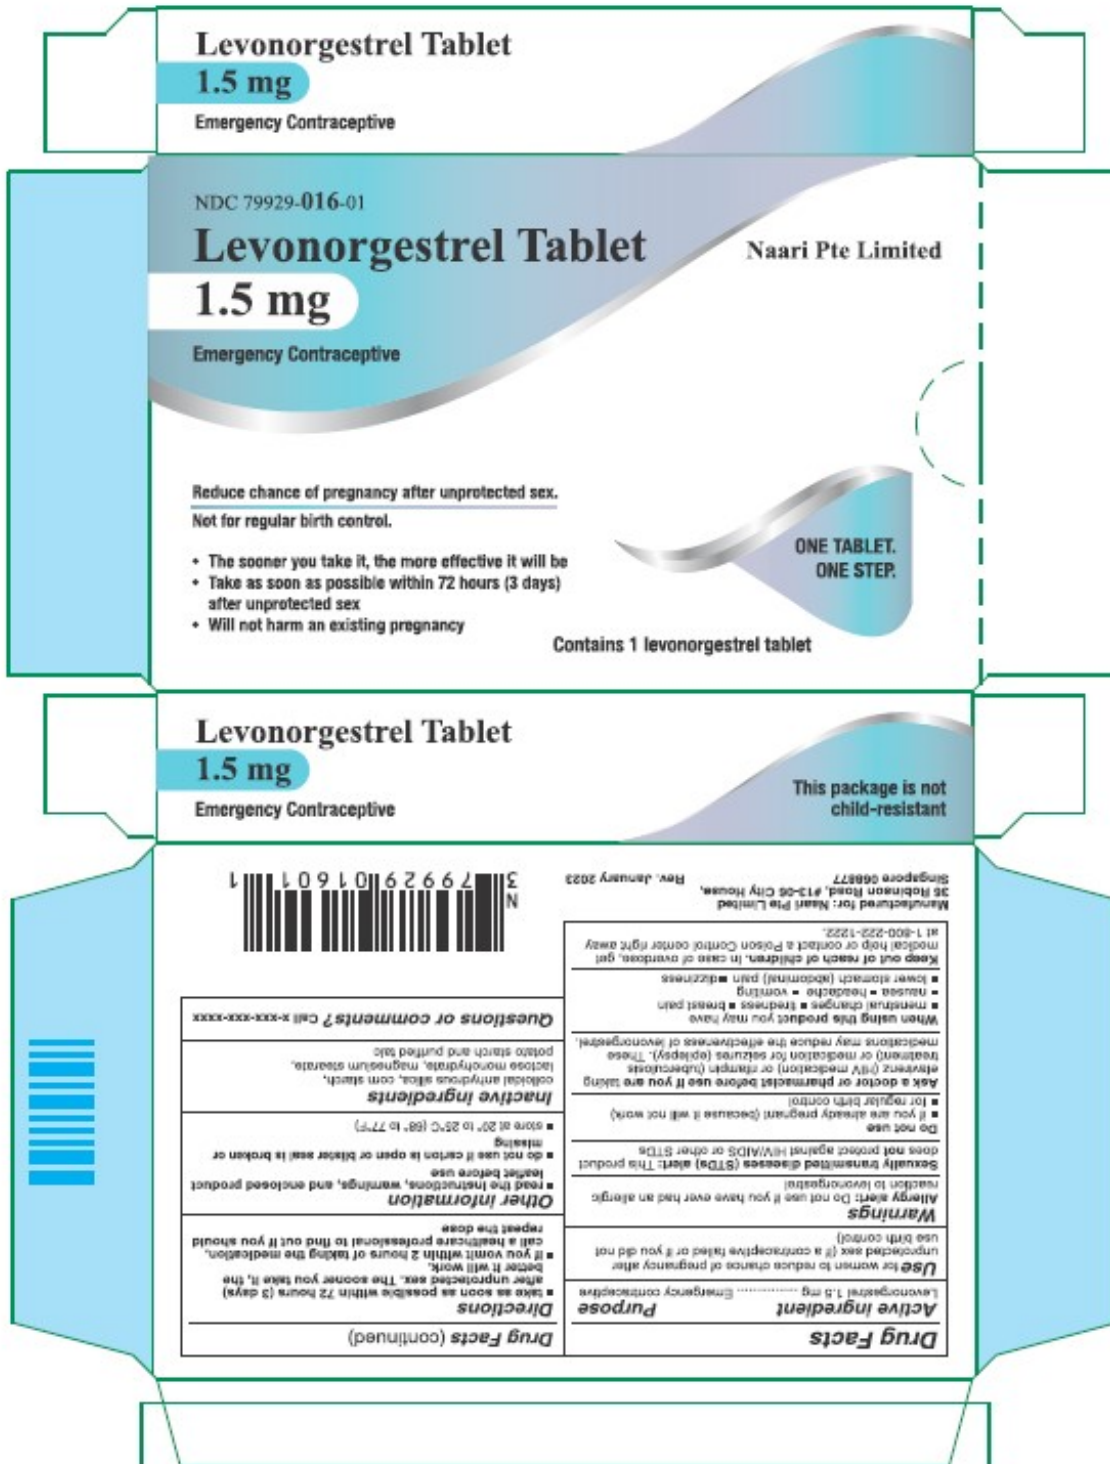 Levonorgestrel Tablet
1.5 mg
Emergency Contraceptive
NDC 79929-016-01
Levonorgestrel Tablet
1.5 mg
Emergency Contraceptive
Naari Pte Limited
Reduce chance of pregnancy after unprotected sex.
Not for regular birth control.
• The sooner you take it, the more effective it will be
• Take as soon as possible within 72 hours (3 days)
after unprotected sex
• Will not harm an existing pregnancy
ONE TABLET.
ONE STEP.
Contains 1 levonorgestrel tablet
Levonorgestrel Tablet
1.5 mg
Emergency Contraceptive
This package is not
child-resistant
Drug Facts
Active ingredient Purpose
Levonorgestrel 1.5 mg ................ Emergency contraceptive
Use for women to reduce chance of pregnancy after
unprotected sex (if a contraceptive failed or if you did not
use birth control)
Warnings
Allergy alert: Do not use if you have ever had an allergic
reaction to levonorgestrel
Sexually transmitted diseases (STDs) alert: This product
does not protect against HIV/AIDS or other STDs
Do not use
▪ if you are already pregnant (because it will not work)
▪ for regular birth control
Ask a doctor or pharmacist before use if you are taking
efavirenz (HIV medication) or rifampin (tuberculosis
treatment) or medication for seizures (epilepsy). These
medications may reduce the effectiveness of levonorgestrel.
When using this product you may have
▪ menstrual changes ▪ tiredness ▪ breast pain
▪ nausea ▪ headache ▪ vomiting
▪ lower stomach (abdominal) pain ▪ dizziness
Keep out of reach of children. In case of overdose, get
medical help or contact a Poison Control center right away
at 1-800-222-1222.
Manufactured for: Naari Pte Limited
36 Robinson Road, #13-06 City House,
Singapore 068877 Rev. January 2023
Drug Facts (continued)
Directions
▪ take as soon as possible within 72 hours (3 days)
after unprotected sex. The sooner you take it, the
better it will work.
▪ if you vomit within 2 hours of taking the medication,
call a healthcare professional to find out if you should
repeat the dose
Other information
▪ read the instructions, warnings, and enclosed product
leaflet before use
▪ do not use if carton is open or blister seal is broken or
missing
▪ store at 20° to 25°C (68° to 77°F)
Inactive ingredients
colloidal anhydrous silica, corn starch,
lactose monohydrate, magnesium stearate,
potato starch and purified talc
Questions or comments? Call x-xxx-xxx-xxxx
N
3 79929 01601 1